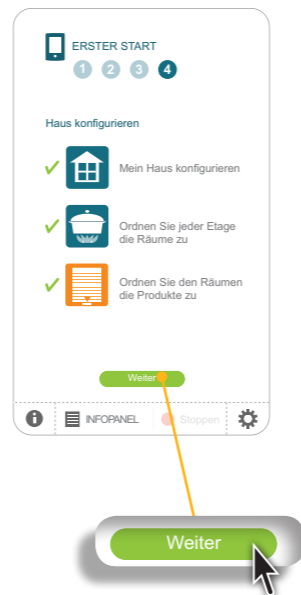 ERSTER START
1 2 3 4
Haus konfigurieren
Mein Haus konfigurieren
Ordnen Sie jeder Etage
die Räume zu
Ordnen Sie den Räumen
die Produkte zu
Weiter
i INFOPANEL Stoppen
Weiter